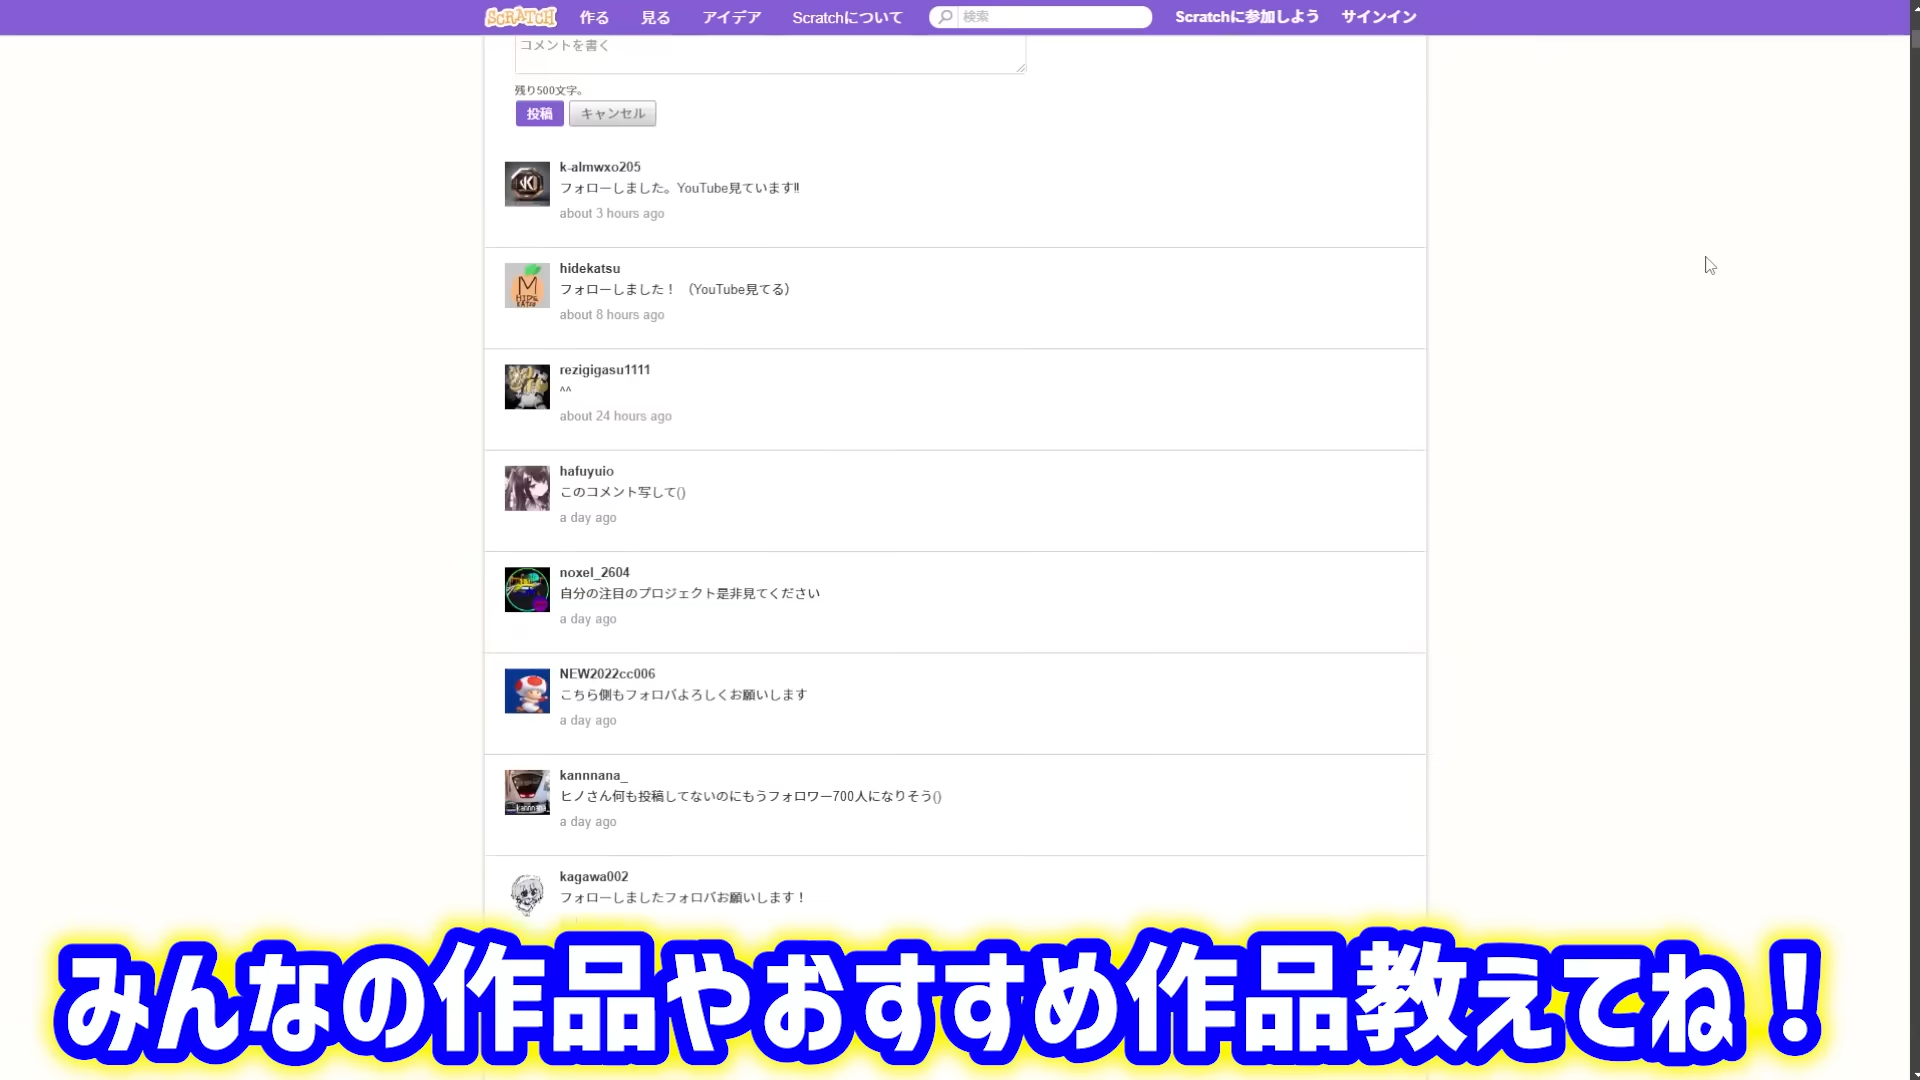 SCRATCH 作る 見る アイデア Scratchについて 検索 Scratchに参加しよう サインイン
コメントを書く
残り500文字。
投稿 キャンセル
k-almwxo205
フォローしました。YouTube見ています!!
about 3 hours ago
M
HIDE
KATSU
hidekatsu
フォローしました！ （YouTube見てる）
about 8 hours ago
rezigigasu1111
^^
about 24 hours ago
hafuyuio
このコメント写して()
a day ago
noxel_2604
自分の注目のプロジェクト是非見てください
a day ago
NEW2022cc006
こちら側もフォロバよろしくお願いします
a day ago
kannnana_
ヒノさん何も投稿してないのにもうフォロワー700人になりそう()
a day ago
kagawa002
フォローしましたフォロバお願いします！
みんなの作品やおすすめ作品教えてね！